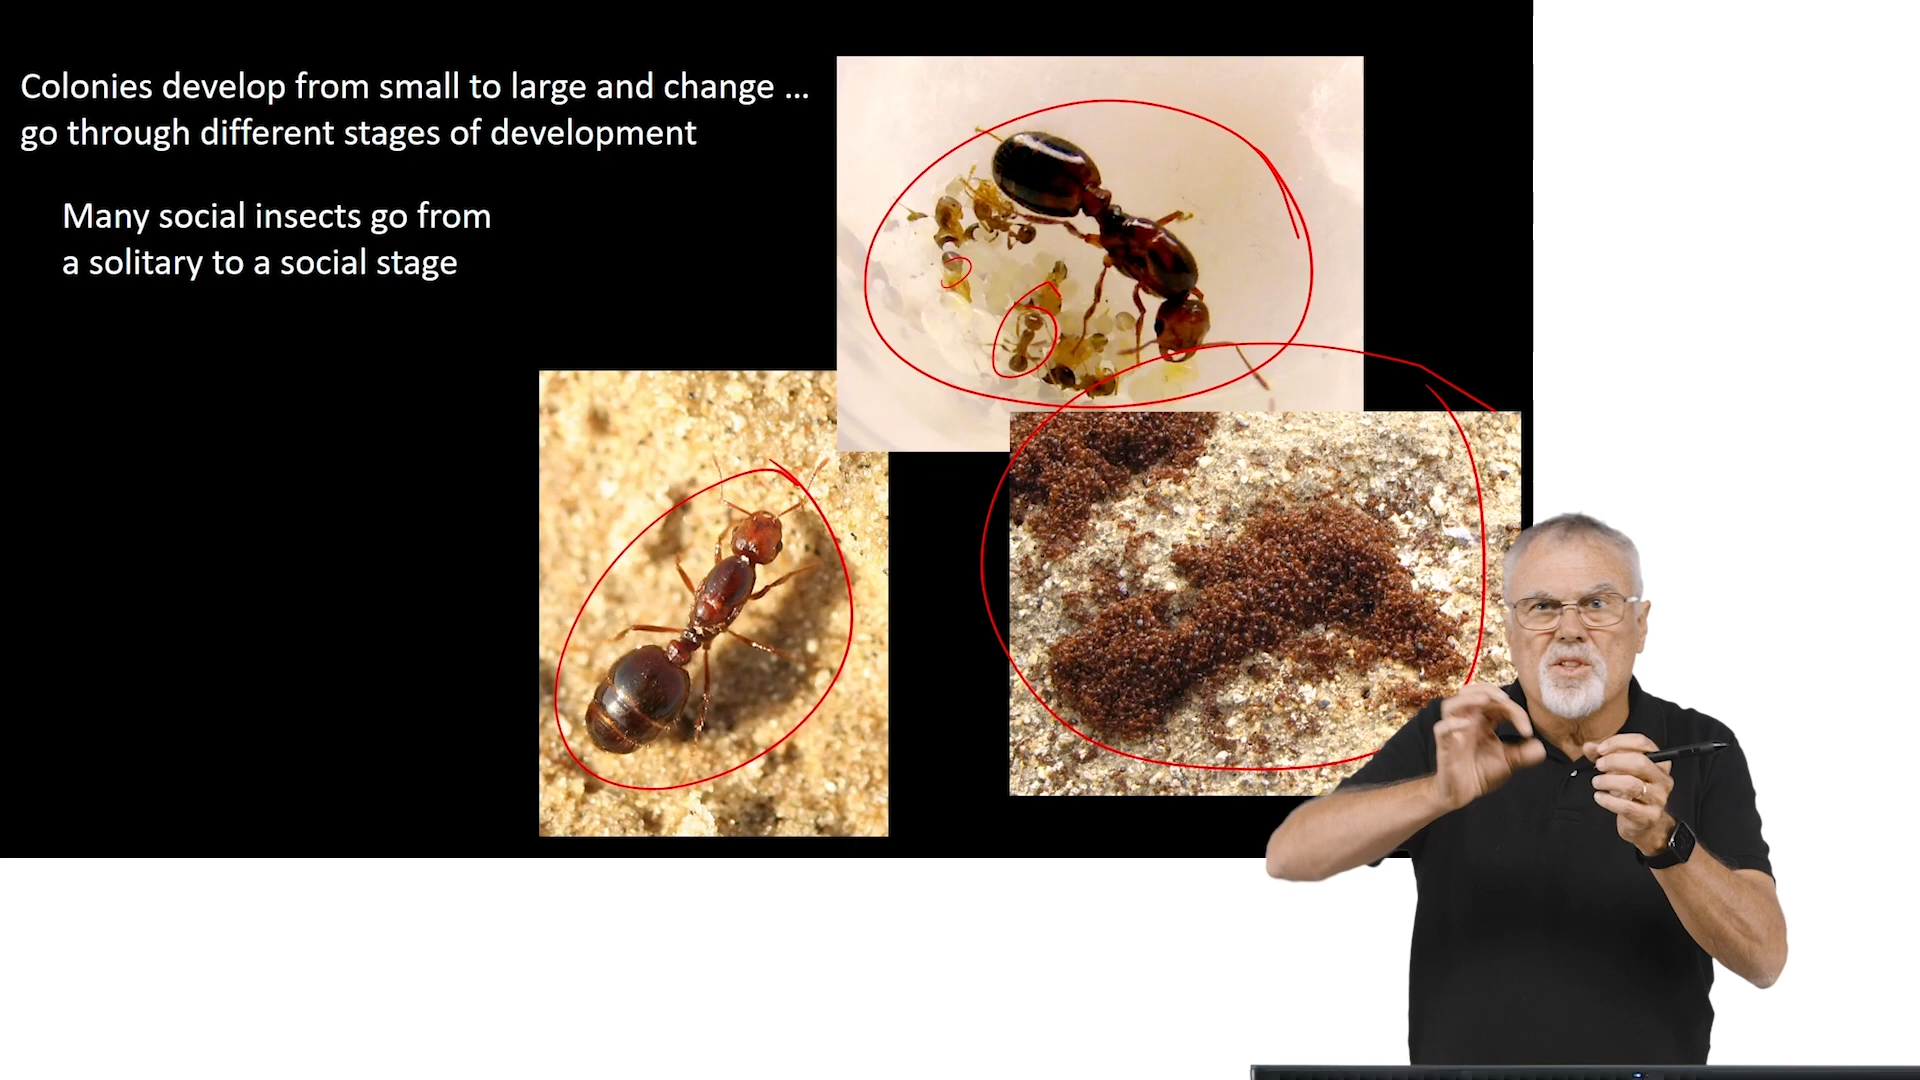 Colonies develop from small to large and change ...
go through different stages of development
Many social insects go from
a solitary to a social stage